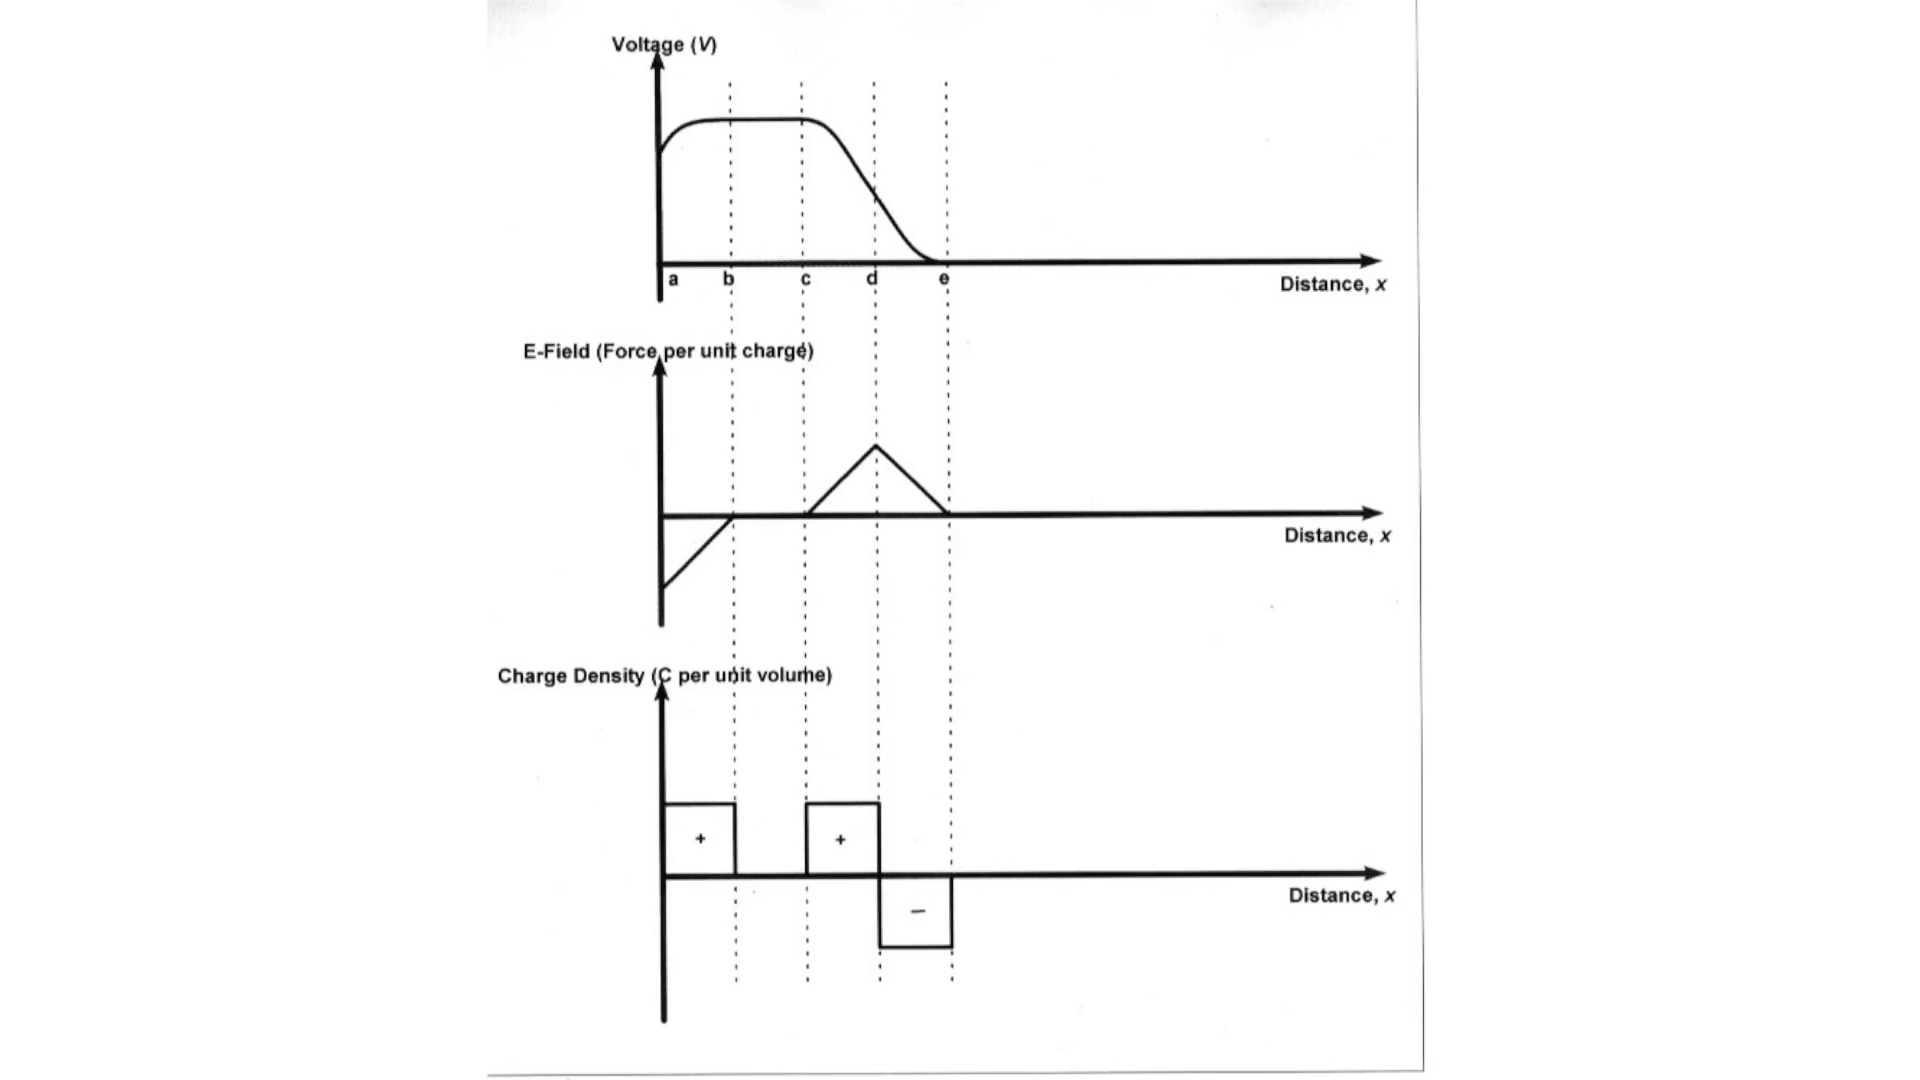 Voltage (V)
a b c d e
Distance, x
E-Field (Force per unit charge)
Distance, x
Charge Density (C per unit volume)
+ +
Distance, x
−